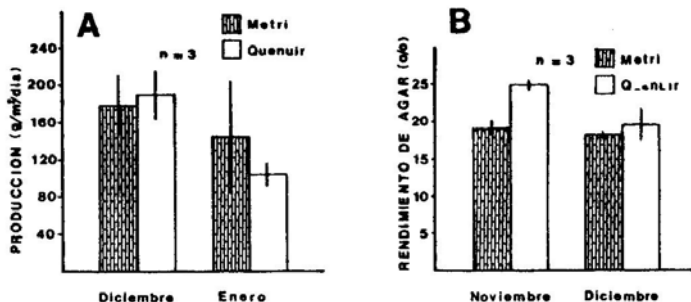 A
n = 3
Metri
Quenuir
PRODUCCION (g/m²/dia)
240
200
160
120
80
40
Diciembre Enero
B
n = 3
Metri
RENDIMIENTO DE AGAR (o/o)
25
20
15
10
5
Noviembre Diciembre